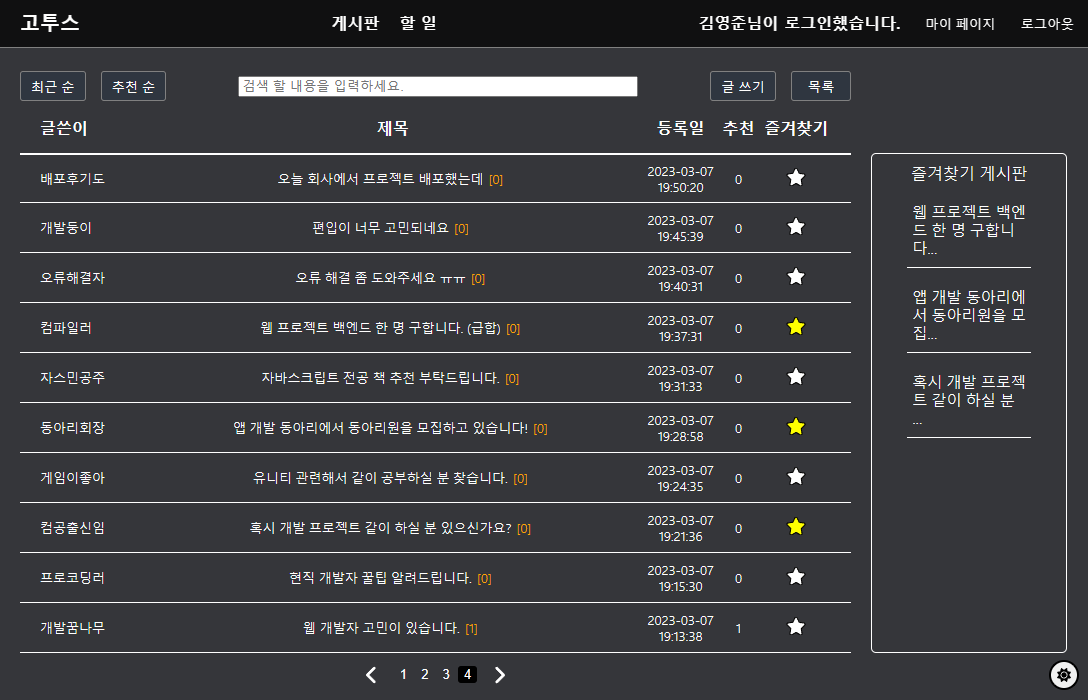 고투스 게시판 할 일 김영준님이 로그인했습니다. 마이 페이지 로그아웃
최근 순 추천 순 검색 할 내용을 입력하세요. 글 쓰기 목록
글쓴이 제목 등록일 추천 즐겨찾기
배포후기도 오늘 회사에서 프로젝트 배포했는데 [0] 2023-03-07 19:50:20 0
개발둥이 편입이 너무 고민되네요 [0] 2023-03-07 19:45:39 0
오류해결자 오류 해결 좀 도와주세요 ㅠㅠ [0] 2023-03-07 19:40:31 0
컴파일러 웹 프로젝트 백엔드 한 명 구합니다. (급함) [0] 2023-03-07 19:37:31 0
자스민공주 자바스크립트 전공 책 추천 부탁드립니다. [0] 2023-03-07 19:31:33 0
동아리회장 앱 개발 동아리에서 동아리원을 모집하고 있습니다! [0] 2023-03-07 19:28:58 0
게임이좋아 유니티 관련해서 같이 공부하실 분 찾습니다. [0] 2023-03-07 19:24:35 0
컴공출신임 혹시 개발 프로젝트 같이 하실 분 있으신가요? [0] 2023-03-07 19:21:36 0
프로코딩러 현직 개발자 꿀팁 알려드립니다. [0] 2023-03-07 19:15:30 0
개발꿈나무 웹 개발자 고민이 있습니다. [1] 2023-03-07 19:13:38 1
1 2 3 4
즐겨찾기 게시판
웹 프로젝트 백엔
드 한 명 구합니
다...
앱 개발 동아리에
서 동아리원을 모
집...
혹시 개발 프로젝
트 같이 하실 분
...